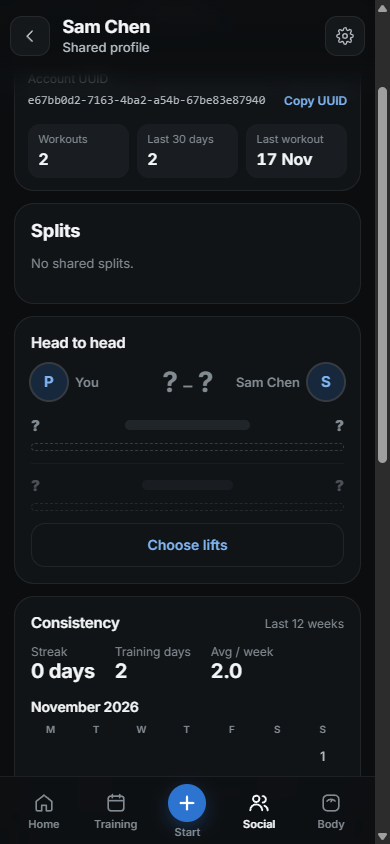 Sam Chen
Shared profile
Account UUID
e67bb0d2-7163-4ba2-a54b-67be83e87940 Copy UUID
Workouts Last 30 days Last workout
2 2 17 Nov
Splits
No shared splits.
Head to head
P You ? – ? Sam Chen S
? ?
? ?
Choose lifts
Consistency Last 12 weeks
Streak Training days Avg / week
0 days 2 2.0
November 2026
M T W T F S S
1
Home Training Start Social Body